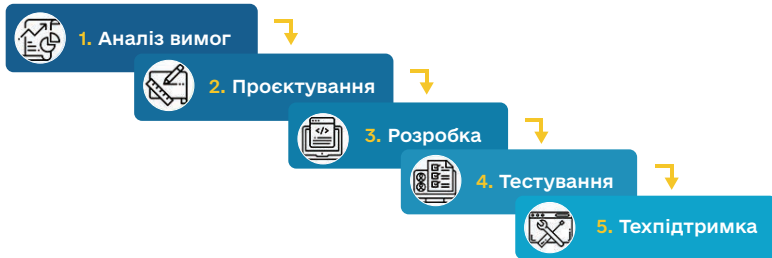 1. Аналіз вимог
2. Проєктування
3. Розробка
4. Тестування
5. Техпідтримка